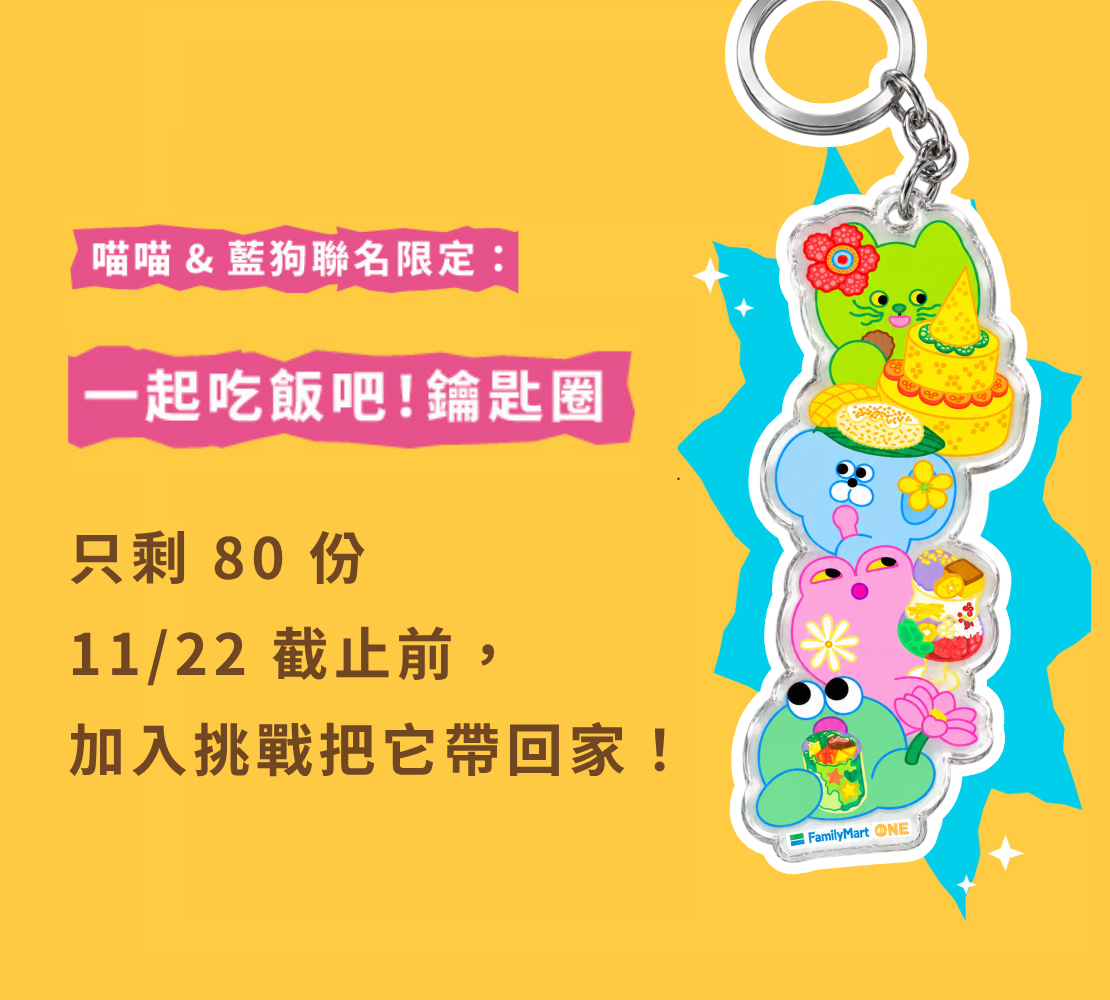 喵喵 & 藍狗聯名限定：
一起吃飯吧！鑰匙圈
只剩 80 份
11/22 截止前，
加入挑戰把它帶回家！
FamilyMart ONE